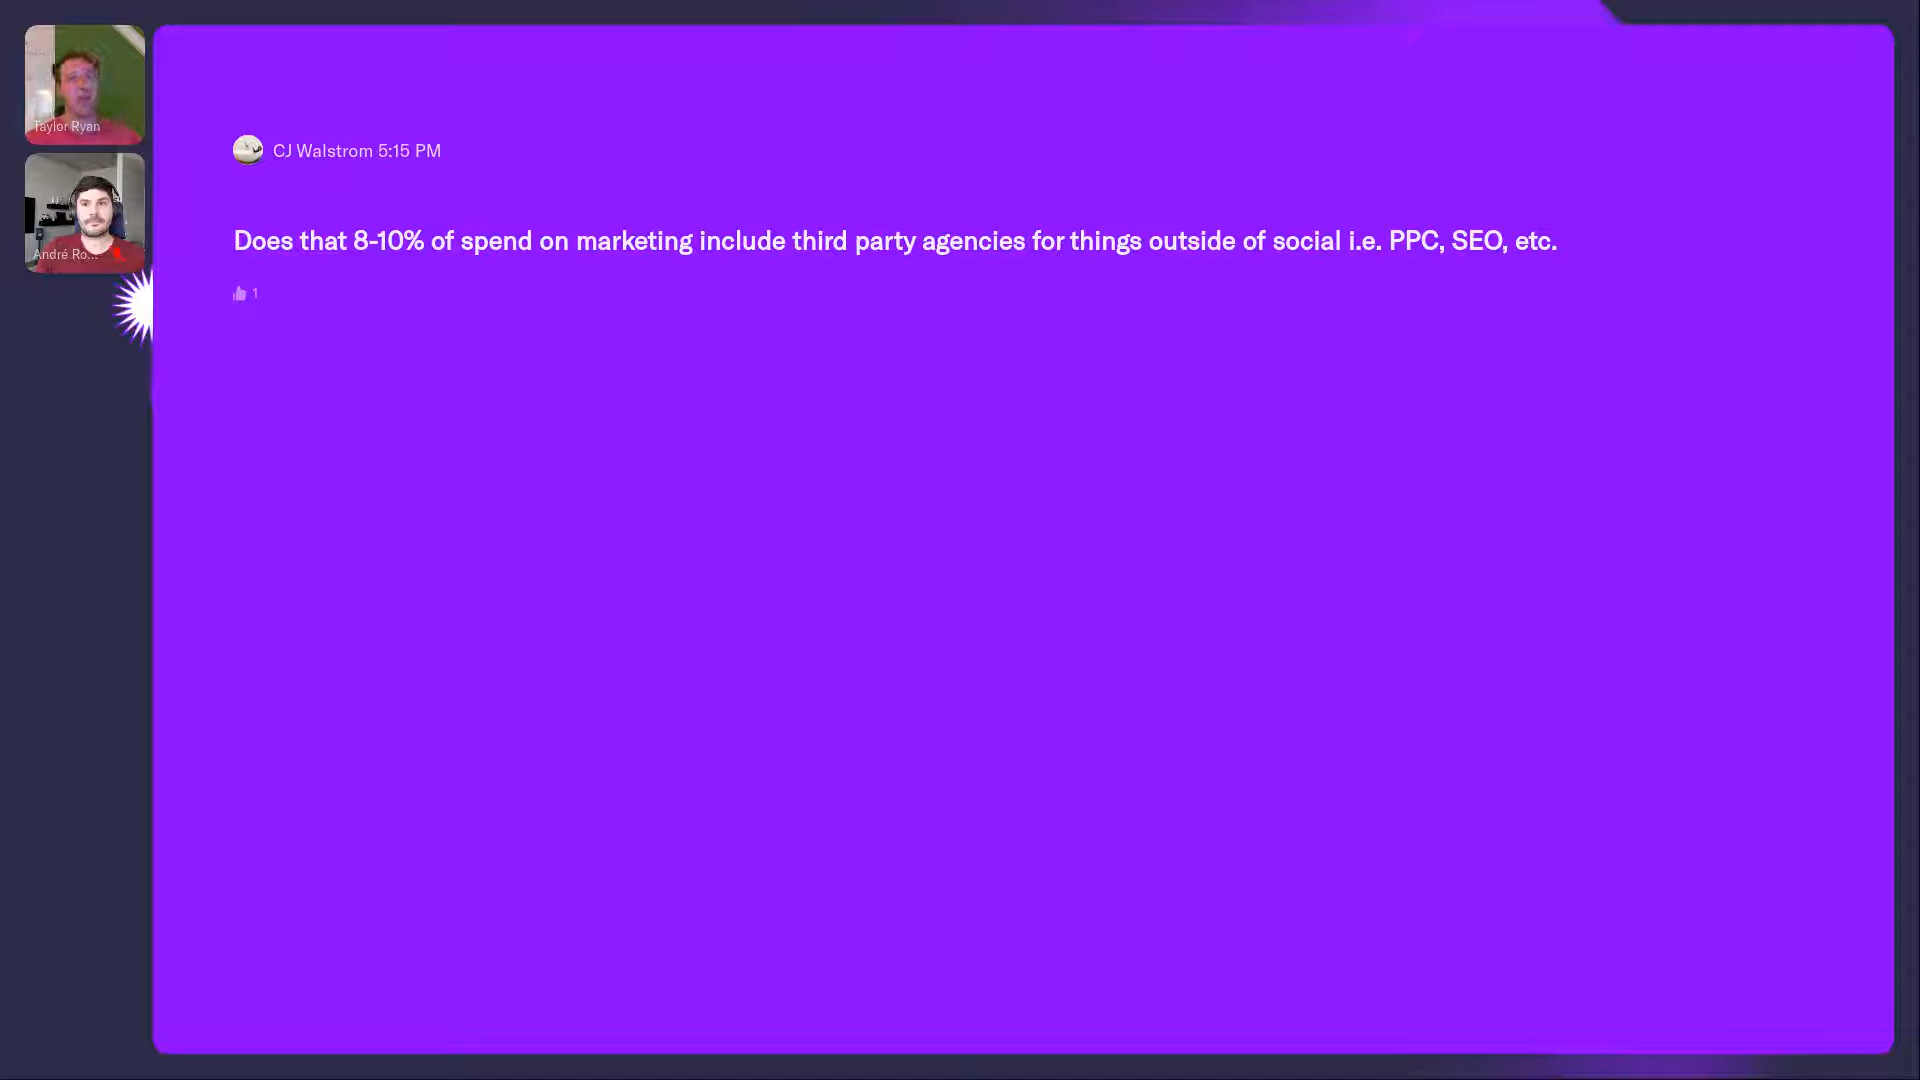 Taylor Ryan
André Ro...
CJ Walstrom 5:15 PM
Does that 8-10% of spend on marketing include third party agencies for things outside of social i.e. PPC, SEO, etc.
1